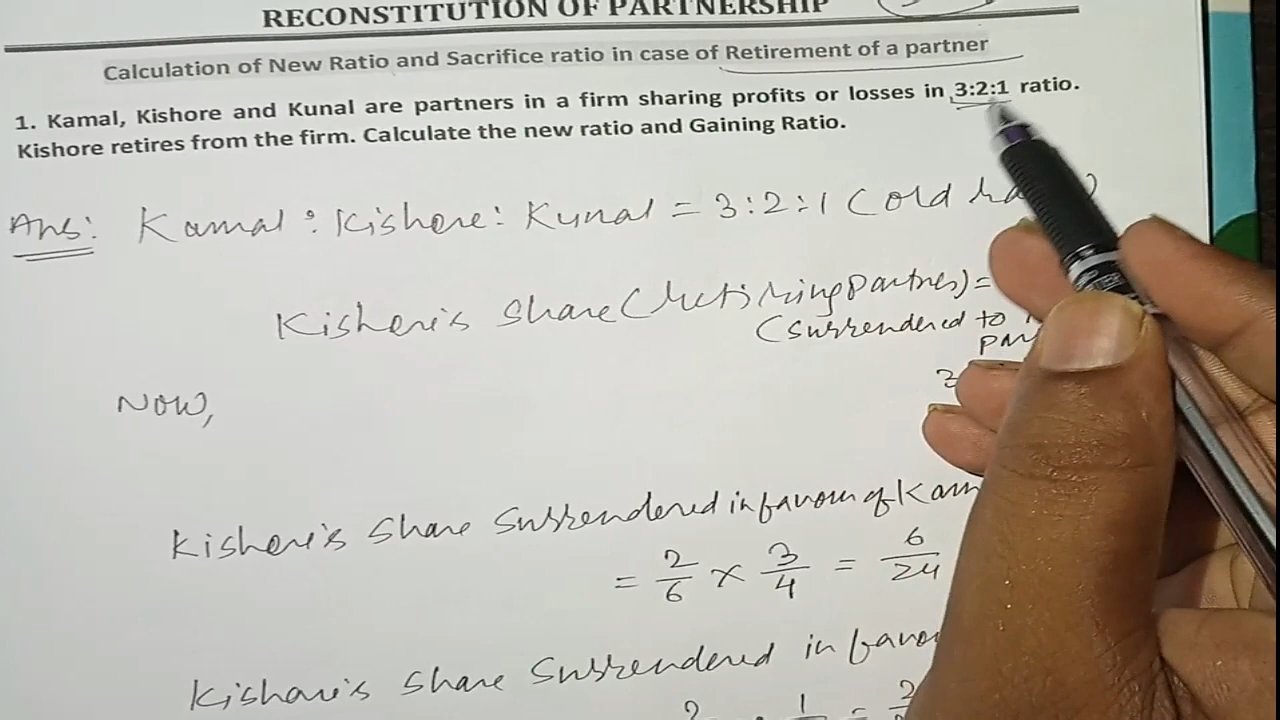 RECONSTITUTION OF PARTNERSHIP
Calculation of New Ratio and Sacrifice ratio in case of Retirement of a partner
1. Kamal, Kishore and Kunal are partners in a firm sharing profits or losses in 3:2:1 ratio.
Kishore retires from the firm. Calculate the new ratio and Gaining Ratio.
Ans: Kamal : Kishore : Kunal = 3:2:1 (old
Kishore's share (Retiring partner) =
(surrendered to
3
Now,
Kishore's share surrendered in favour of
= 2/6 × 3/4 = 6/24
Kishore's share surrendered in
2 1 = 2